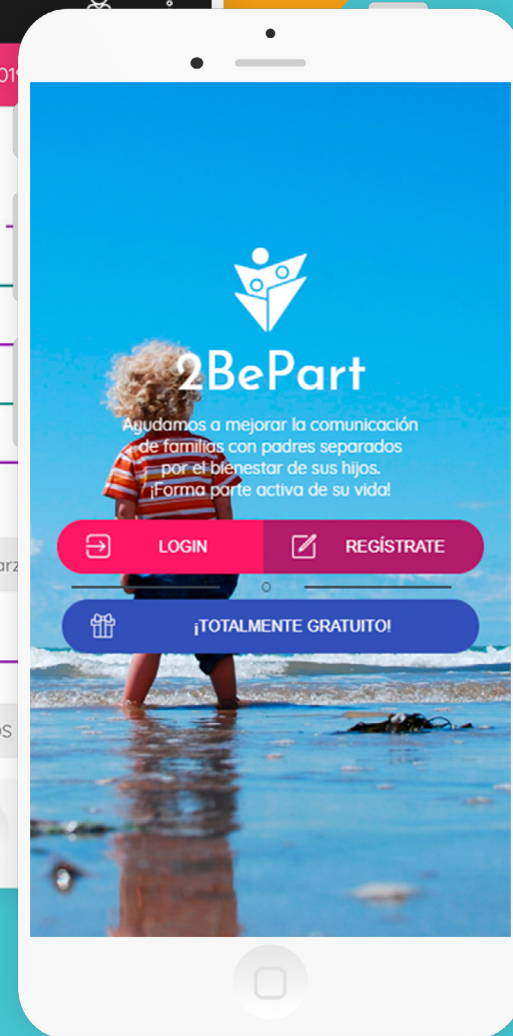 2BePart
Ayudamos a mejorar la comunicación
de familias con padres separados
por el bienestar de sus hijos.
¡Forma parte activa de su vida!
LOGIN
REGÍSTRATE
o
¡TOTALMENTE GRATUITO!